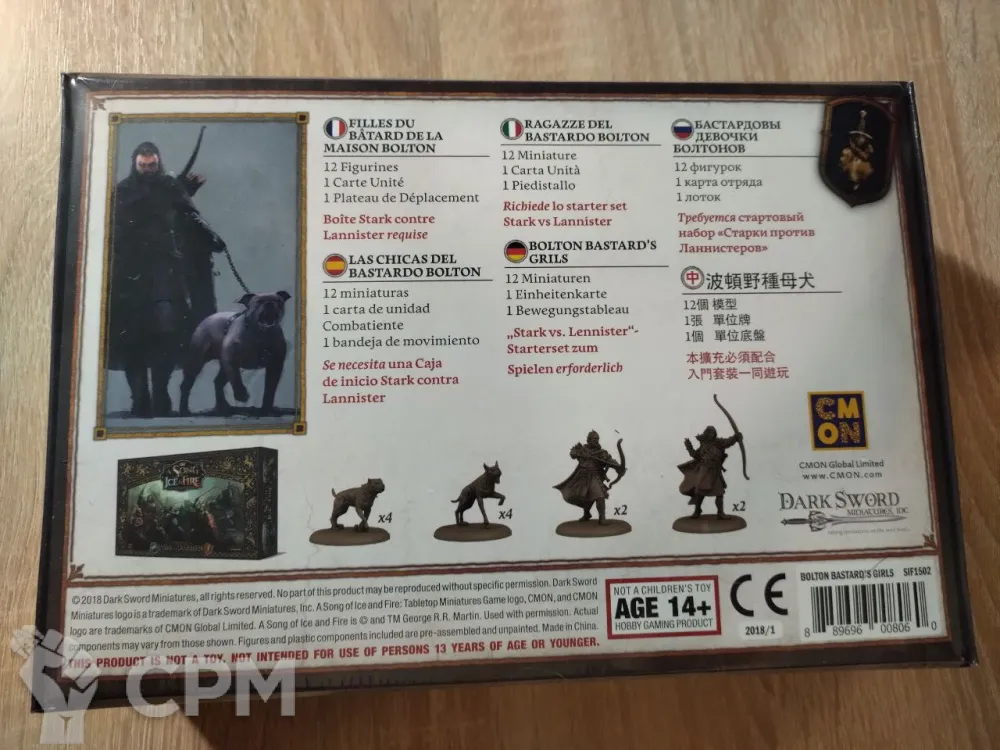 FILLES DU
BÂTARD DE LA
MAISON BOLTON
12 Figurines
1 Carte Unité
1 Plateau de Déplacement
Boîte Stark contre
Lannister requise
LAS CHICAS DEL
BASTARDO BOLTON
12 miniaturas
1 carta de unidad
Combatiente
1 bandeja de movimiento
Se necesita una Caja
de inicio Stark contra
Lannister
RAGAZZE DEL
BASTARDO BOLTON
12 Miniature
1 Carta Unità
1 Piedistallo
Richiede lo starter set
Stark vs Lannister
BOLTON BASTARD'S
GRILS
12 Miniaturen
1 Einheitenkarte
1 Bewegungstableau
„Stark vs. Lennister"-
Starterset zum
Spielen erforderlich
БАСТАРДОВЫ
ДЕВОЧКИ
БОЛТОНОВ
12 фигурок
1 карта отряда
1 лоток
Требуется стартовый
набор «Старки против
Ланнистеров»
中 波頓野種母犬
12個 模型
1張 單位牌
1個 單位底盤
本擴充必須配合
入門套裝一同遊玩
CMON
CMON Global Limited
www.CMON.com
DARK SWORD
MINIATURES, INC.
SONG
ICE & FIRE
x4
x4
x2
x2
© 2018 Dark Sword Miniatures, all rights reserved. No part of this product may be reproduced without specific permission. Dark Sword
Miniatures logo is a trademark of Dark Sword Miniatures, Inc. A Song of Ice and Fire: Tabletop Miniatures Game logo, CMON, and CMON
logo are trademarks of CMON Global Limited. A Song of Ice and Fire is © and TM George R.R. Martin. Used with permission. Actual
components may vary from those shown. Figures and plastic components included are pre-assembled and unpainted. Made in China.
THIS PRODUCT IS NOT A TOY. NOT INTENDED FOR USE OF PERSONS 13 YEARS OF AGE OR YOUNGER.
NOT A CHILDREN'S TOY
AGE 14+
HOBBY GAMING PRODUCT
CE
2018/1
BOLTON BASTARD'S GIRLS SIF1502
8 89696 00806 0
CPM